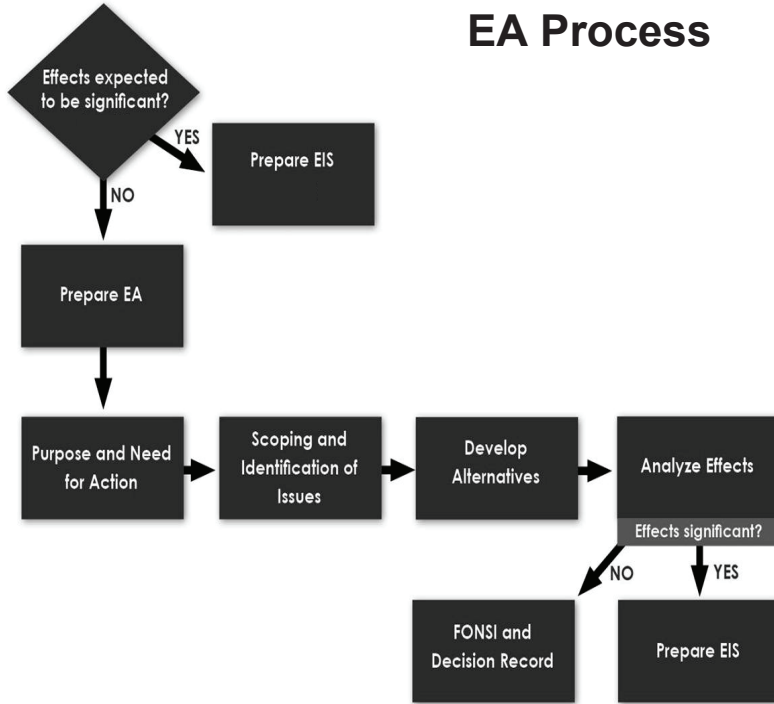 EA Process
Effects expected
to be significant?
YES
Prepare EIS
NO
Prepare EA
Purpose and Need
for Action
Scoping and
Identification of
Issues
Develop
Alternatives
Analyze Effects
Effects significant?
NO
YES
FONSI and
Decision Record
Prepare EIS